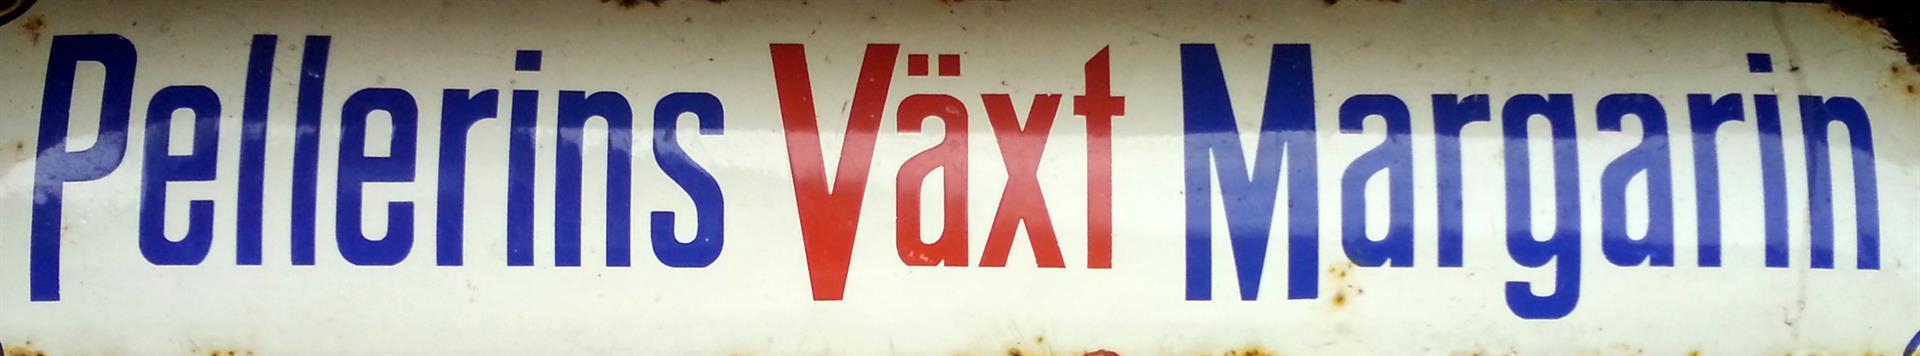 Pellerins Växt Margarin